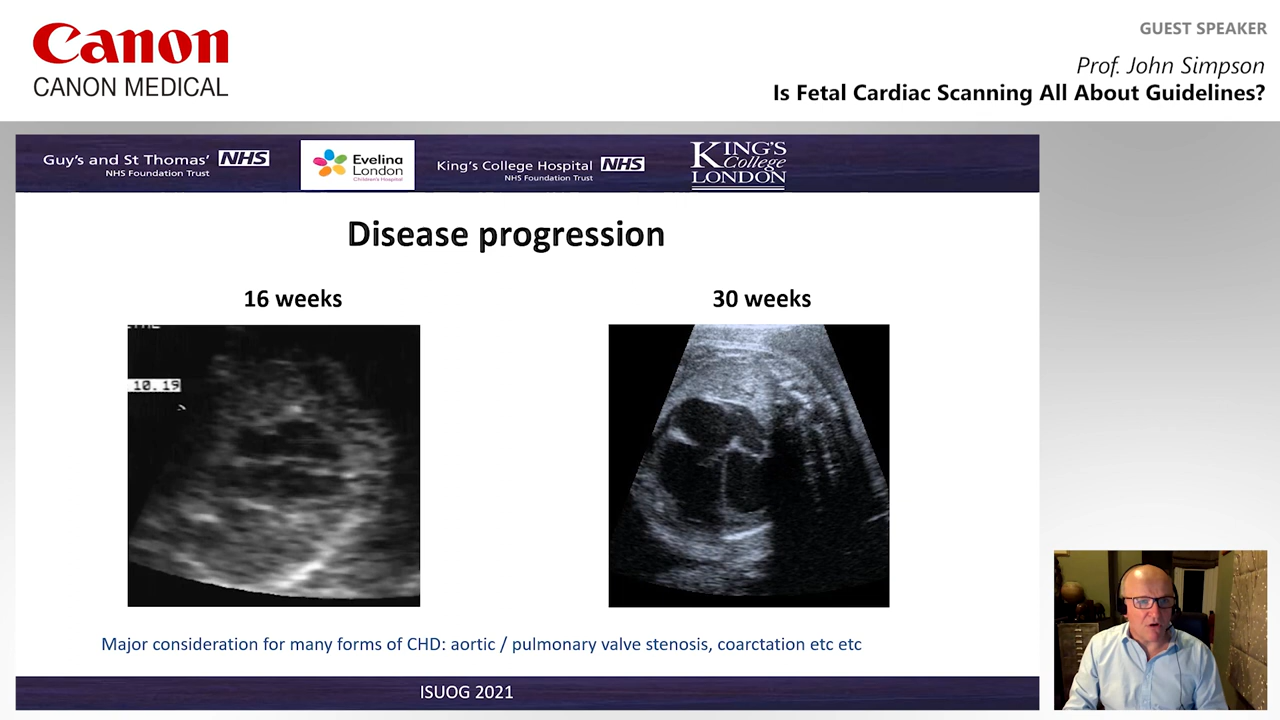 Canon
CANON MEDICAL
GUEST SPEAKER
Prof. John Simpson
Is Fetal Cardiac Scanning All About Guidelines?
Guy's and St Thomas' NHS
NHS Foundation Trust
Evelina
London
Children's Hospital
King's College Hospital NHS
NHS Foundation Trust
KING'S
College
LONDON
Disease progression
16 weeks
30 weeks
10.19
Major consideration for many forms of CHD: aortic / pulmonary valve stenosis, coarctation etc etc
ISUOG 2021